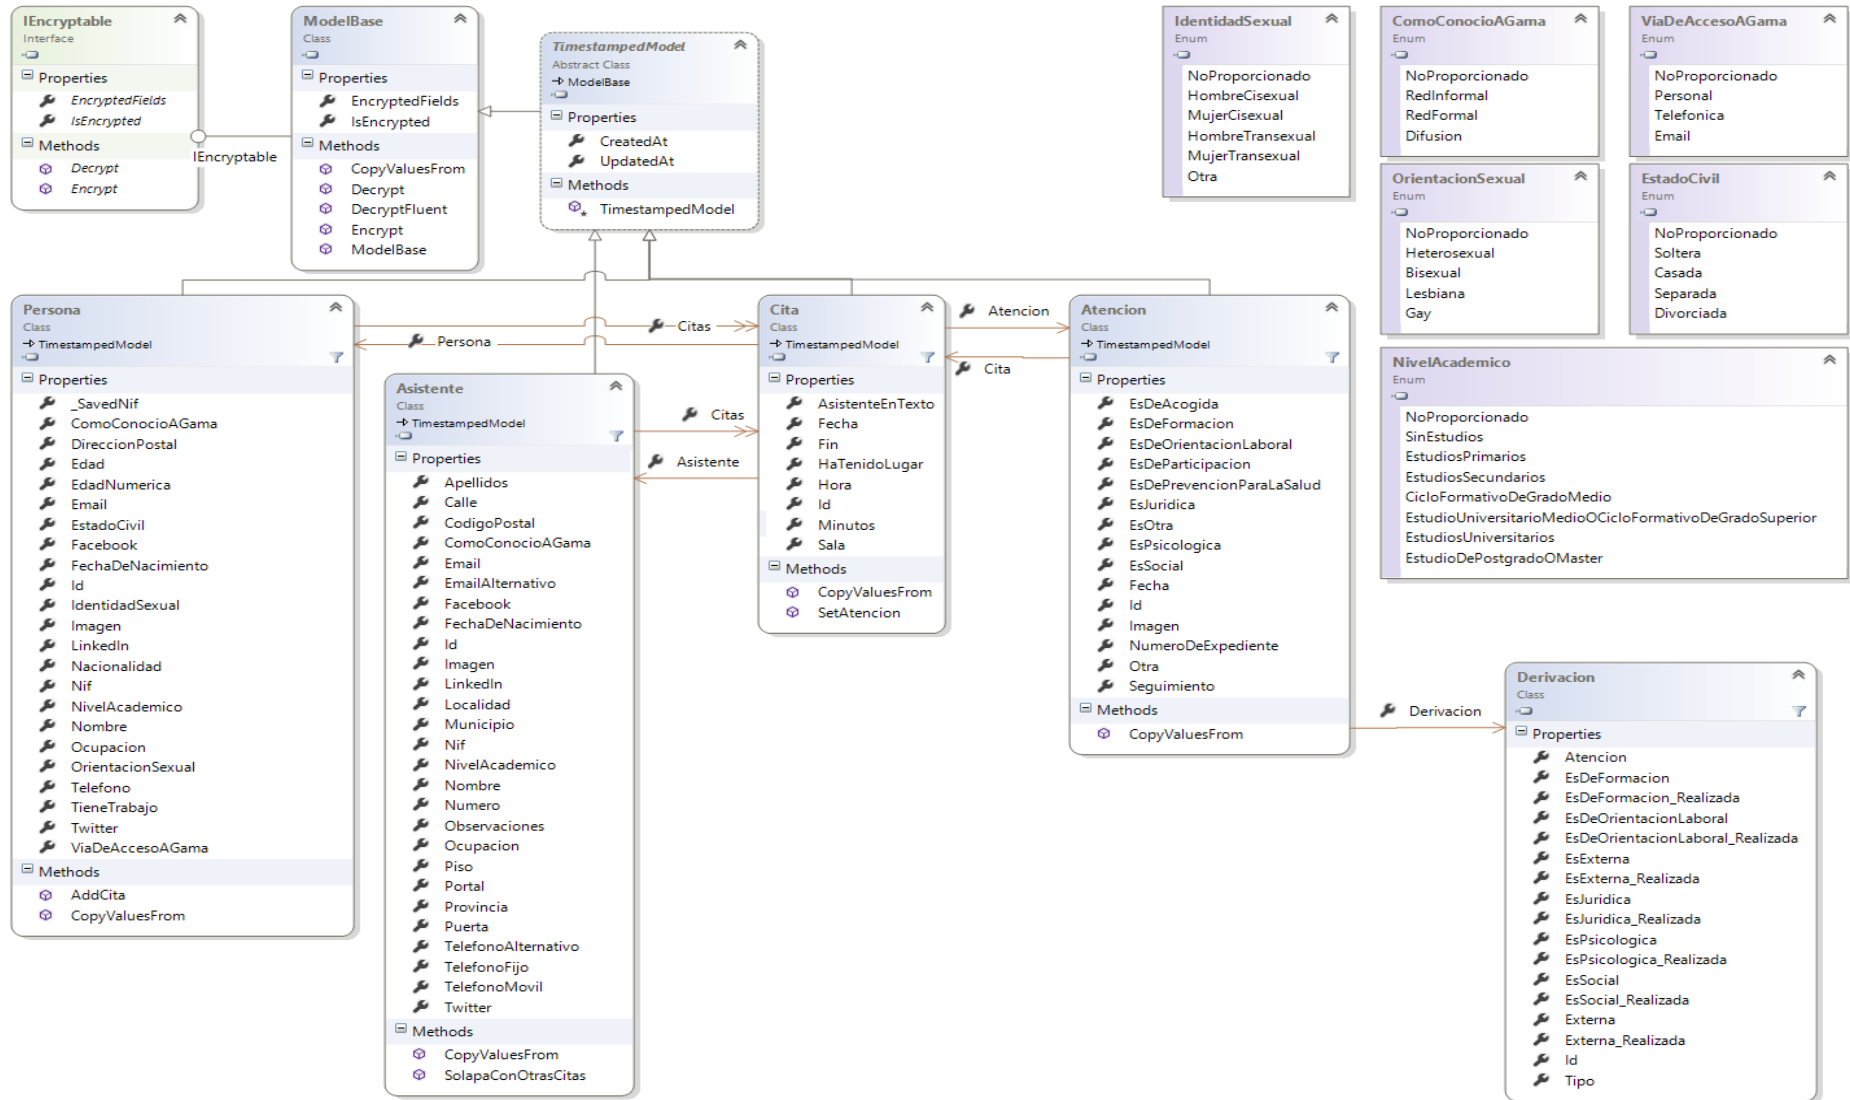 IEncryptable
Interface
Properties
EncryptedFields
IsEncrypted
Methods
Decrypt
Encrypt
IEncryptable
ModelBase
Class
Properties
EncryptedFields
IsEncrypted
Methods
CopyValuesFrom
Decrypt
DecryptFluent
Encrypt
ModelBase
TimestampedModel
Abstract Class
ModelBase
Properties
CreatedAt
UpdatedAt
Methods
TimestampedModel
IdentidadSexual
Enum
NoProporcionado
HombreCisexual
MujerCisexual
HombreTransexual
MujerTransexual
Otra
ComoConocioAGama
Enum
NoProporcionado
RedInformal
RedFormal
Difusion
ViaDeAccesoAGama
Enum
NoProporcionado
Personal
Telefonica
Email
OrientacionSexual
Enum
NoProporcionado
Heterosexual
Bisexual
Lesbiana
Gay
EstadoCivil
Enum
NoProporcionado
Soltera
Casada
Separada
Divorciada
NivelAcademico
Enum
NoProporcionado
SinEstudios
EstudiosPrimarios
EstudiosSecundarios
CicloFormativoDeGradoMedio
EstudioUniversitarioMedioOCicloFormativoDeGradoSuperior
EstudiosUniversitarios
EstudioDePostgradoOMaster
Persona
Class
TimestampedModel
Properties
_SavedNif
ComoConocioAGama
DireccionPostal
Edad
EdadNumerica
Email
EstadoCivil
Facebook
FechaDeNacimiento
Id
IdentidadSexual
Imagen
LinkedIn
Nacionalidad
Nif
NivelAcademico
Nombre
Ocupacion
OrientacionSexual
Telefono
TieneTrabajo
Twitter
ViaDeAccesoAGama
Methods
AddCita
CopyValuesFrom
Citas
Persona
Asistente
Class
TimestampedModel
Properties
Apellidos
Calle
CodigoPostal
ComoConocioAGama
Email
EmailAlternativo
Facebook
FechaDeNacimiento
Id
Imagen
LinkedIn
Localidad
Municipio
Nif
NivelAcademico
Nombre
Numero
Observaciones
Ocupacion
Piso
Portal
Provincia
Puerta
TelefonoAlternativo
TelefonoFijo
TelefonoMovil
Twitter
Methods
CopyValuesFrom
SolapaConOtrasCitas
Citas
Asistente
Cita
Class
TimestampedModel
Properties
AsistenteEnTexto
Fecha
Fin
HaTenidoLugar
Hora
Id
Minutos
Sala
Methods
CopyValuesFrom
SetAtencion
Atencion
Cita
Atencion
Class
TimestampedModel
Properties
EsDeAcogida
EsDeFormacion
EsDeOrientacionLaboral
EsDeParticipacion
EsDePrevencionParaLaSalud
EsJuridica
EsOtra
EsPsicologica
EsSocial
Fecha
Id
Imagen
NumeroDeExpediente
Otra
Seguimiento
Methods
CopyValuesFrom
Derivacion
Derivacion
Class
Properties
Atencion
EsDeFormacion
EsDeFormacion_Realizada
EsDeOrientacionLaboral
EsDeOrientacionLaboral_Realizada
EsExterna
EsExterna_Realizada
EsJuridica
EsJuridica_Realizada
EsPsicologica
EsPsicologica_Realizada
EsSocial
EsSocial_Realizada
Externa
Externa_Realizada
Id
Tipo